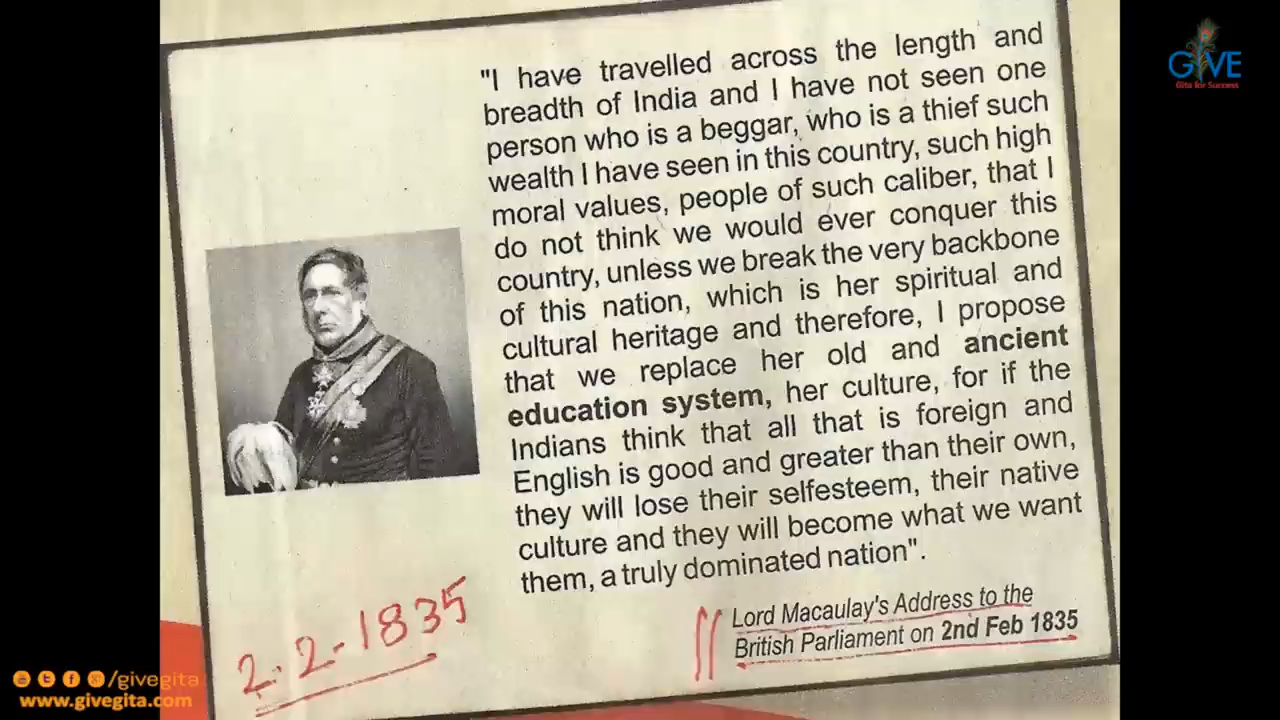 GIVE
Gita for Success
"I have travelled across the length and
breadth of India and I have not seen one
person who is a beggar, who is a thief such
wealth I have seen in this country, such high
moral values, people of such caliber, that I
do not think we would ever conquer this
country, unless we break the very backbone
of this nation, which is her spiritual and
cultural heritage and therefore, I propose
that we replace her old and ancient
education system, her culture, for if the
Indians think that all that is foreign and
English is good and greater than their own,
they will lose their selfesteem, their native
culture and they will become what we want
them, a truly dominated nation".
Lord Macaulay's Address to the
British Parliament on 2nd Feb 1835
2-2-1835
/givegita
www.givegita.com